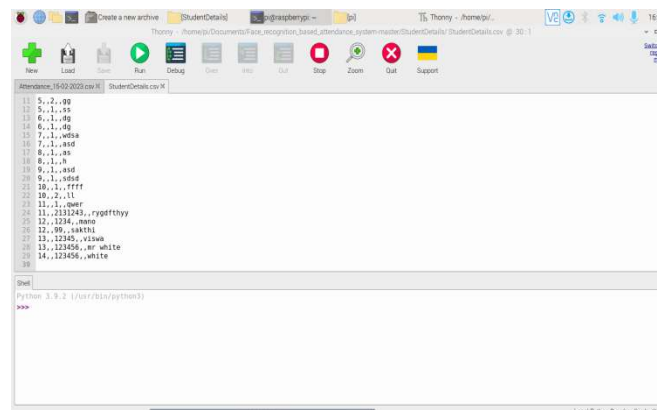 Create a new archive [StudentDetails] pi@raspberrypi: ~ [pi] Thonny - /home/pi/... 16:
Thonny - /home/pi/Documents/Face_recognition_based_attendance_system-master/StudentDetails/StudentDetails.csv @ 30:1
New Load Save Run Debug Over Into Out Stop Zoom Quit Support
Attendance_15-02-2023.csv StudentDetails.csv
11 5,,2,,gg
12 5,,1,,ss
13 6,,1,,dg
14 6,,1,,dg
15 7,,1,,wdsa
16 7,,1,,asd
17 8,,1,,as
18 8,,1,,h
19 9,,1,,asd
20 9,,1,,sdsd
21 10,,1,,ffff
22 10,,2,,ll
23 11,,1,,qwer
24 11,,2131243,,rygdfthyy
25 12,,1234,,mano
26 12,,99,,sakthi
27 13,,12345,,viswa
28 13,,123456,,mr white
29 14,,123456,,white
30
Shell
Python 3.9.2 (/usr/bin/python3)
>>>